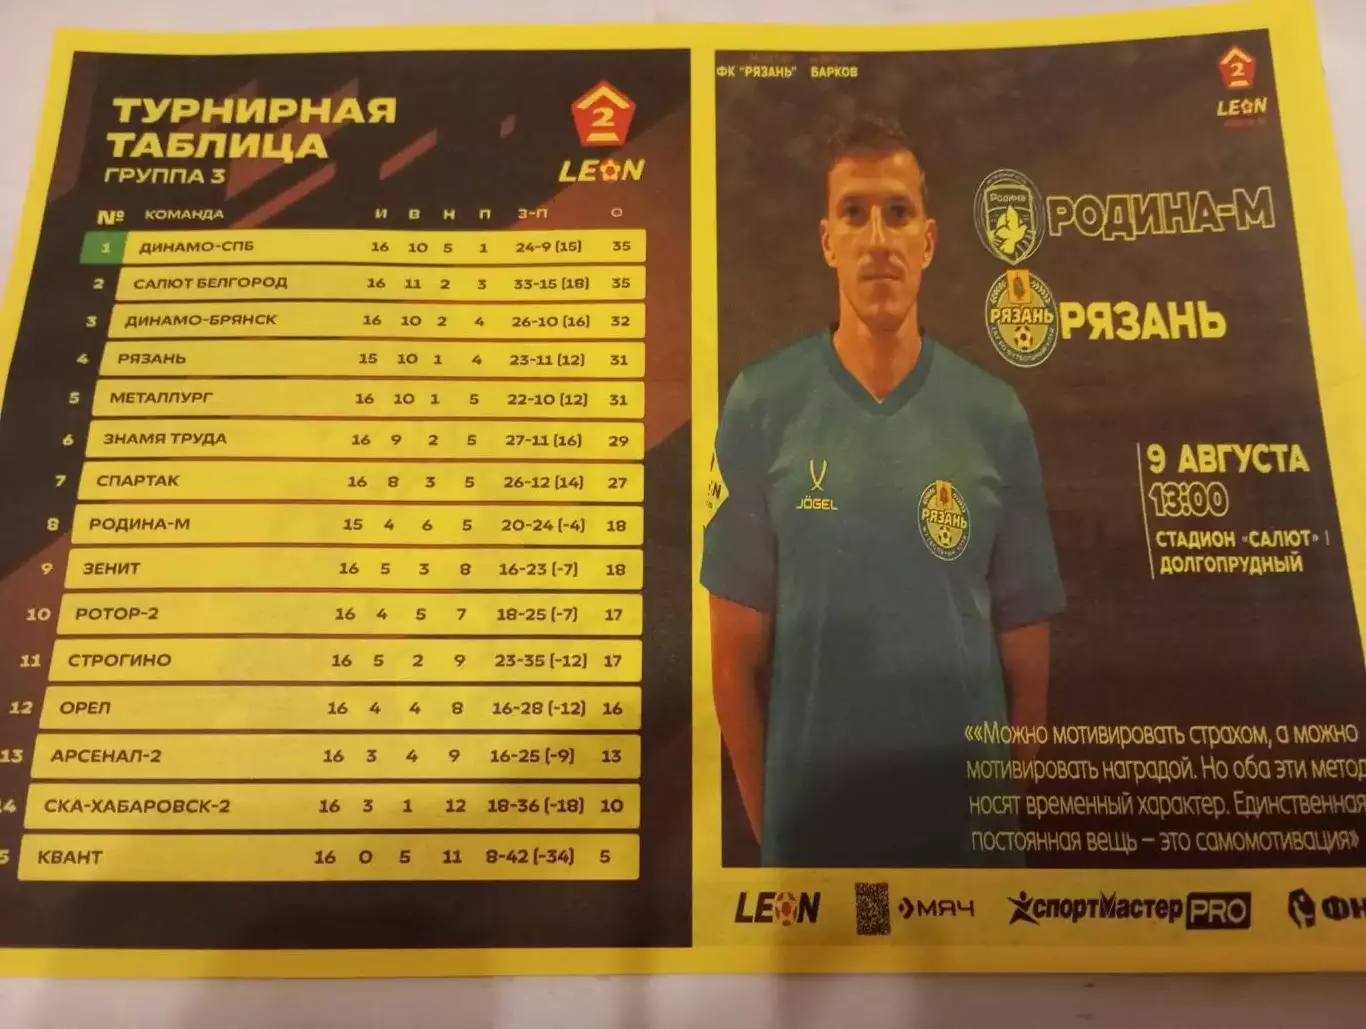 ТУРНИРНАЯ
ТАБЛИЦА
ГРУППА 3
2
LEON
№ КОМАНДА И В Н П З-П О
1 ДИНАМО-СПБ 16 10 5 1 24-9 (15) 35
2 САЛЮТ БЕЛГОРОД 16 11 2 3 33-15 (18) 35
3 ДИНАМО-БРЯНСК 16 10 2 4 26-10 (16) 32
4 РЯЗАНЬ 15 10 1 4 23-11 (12) 31
5 МЕТАЛЛУРГ 16 10 1 5 22-10 (12) 31
6 ЗНАМЯ ТРУДА 16 9 2 5 27-11 (16) 29
7 СПАРТАК 16 8 3 5 26-12 (14) 27
8 РОДИНА-М 15 4 6 5 20-24 (-4) 18
9 ЗЕНИТ 16 5 3 8 16-23 (-7) 18
10 РОТОР-2 16 4 5 7 18-25 (-7) 17
11 СТРОГИНО 16 5 2 9 23-35 (-12) 17
12 ОРЕЛ 16 4 4 8 16-28 (-12) 16
13 АРСЕНАЛ-2 16 3 4 9 16-25 (-9) 13
14 СКА-ХАБАРОВСК-2 16 3 1 12 18-36 (-18) 10
5 КВАНТ 16 0 5 11 8-42 (-34) 5
ФК "РЯЗАНЬ" БАРКОВ
2
LEON
Родина
РОДИНА-М
РЯЗАНЬ
РЯЗАНЬ
9 АВГУСТА
13:00
СТАДИОН «САЛЮТ» |
ДОЛГОПРУДНЫЙ
JÖGEL
РЯЗАНЬ
««Можно мотивировать страхом, а можно
мотивировать наградой. Но оба эти метод
носят временный характер. Единственная
постоянная вещь – это самомотивация»
LEON
МЯЧ
СПОРТМАСТЕР PRO
ФН